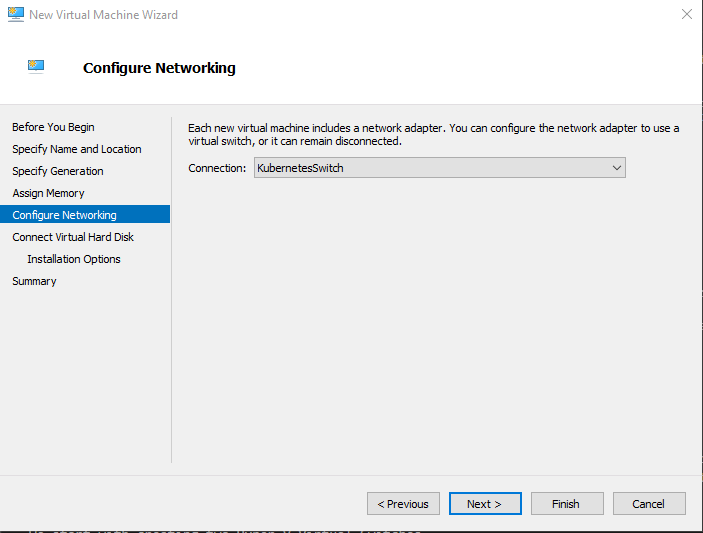 New Virtual Machine Wizard
Configure Networking
Before You Begin
Specify Name and Location
Specify Generation
Assign Memory
Configure Networking
Connect Virtual Hard Disk
Installation Options
Summary
Each new virtual machine includes a network adapter. You can configure the network adapter to use a
virtual switch, or it can remain disconnected.
Connection: KubernetesSwitch
< Previous Next > Finish Cancel